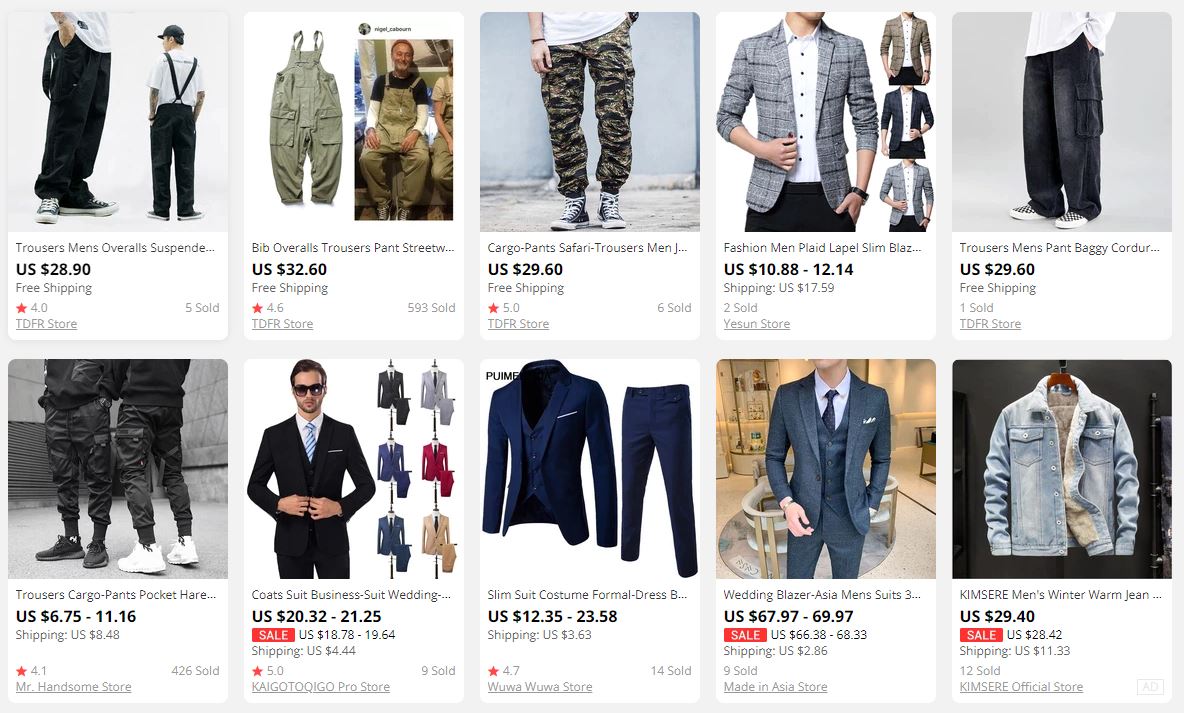 Trousers Mens Overalls Suspende...
US $28.90
Free Shipping
4.0 5 Sold
TDFR Store
nigel_cabourn
Bib Overalls Trousers Pant Streetw...
US $32.60
Free Shipping
4.6 593 Sold
TDFR Store
Cargo-Pants Safari-Trousers Men J...
US $29.60
Free Shipping
5.0 6 Sold
TDFR Store
Fashion Men Plaid Lapel Slim Blaz...
US $10.88 - 12.14
Shipping: US $17.59
2 Sold
Yesun Store
Trousers Mens Pant Baggy Cordur...
US $29.60
Free Shipping
1 Sold
TDFR Store
Trousers Cargo-Pants Pocket Hare...
US $6.75 - 11.16
Shipping: US $8.48
4.1 426 Sold
Mr. Handsome Store
Coats Suit Business-Suit Wedding-...
US $20.32 - 21.25
SALE US $18.78 - 19.64
Shipping: US $4.44
5.0 9 Sold
KAIGOTOQIGO Pro Store
Slim Suit Costume Formal-Dress B...
US $12.35 - 23.58
Shipping: US $3.63
4.7 14 Sold
Wuwa Wuwa Store
Wedding Blazer-Asia Mens Suits 3...
US $67.97 - 69.97
SALE US $66.38 - 68.33
Shipping: US $2.86
9 Sold
Made in Asia Store
KIMSERE Men's Winter Warm Jean ...
US $29.40
SALE US $28.42
Shipping: US $11.33
12 Sold
KIMSERE Official Store
AD